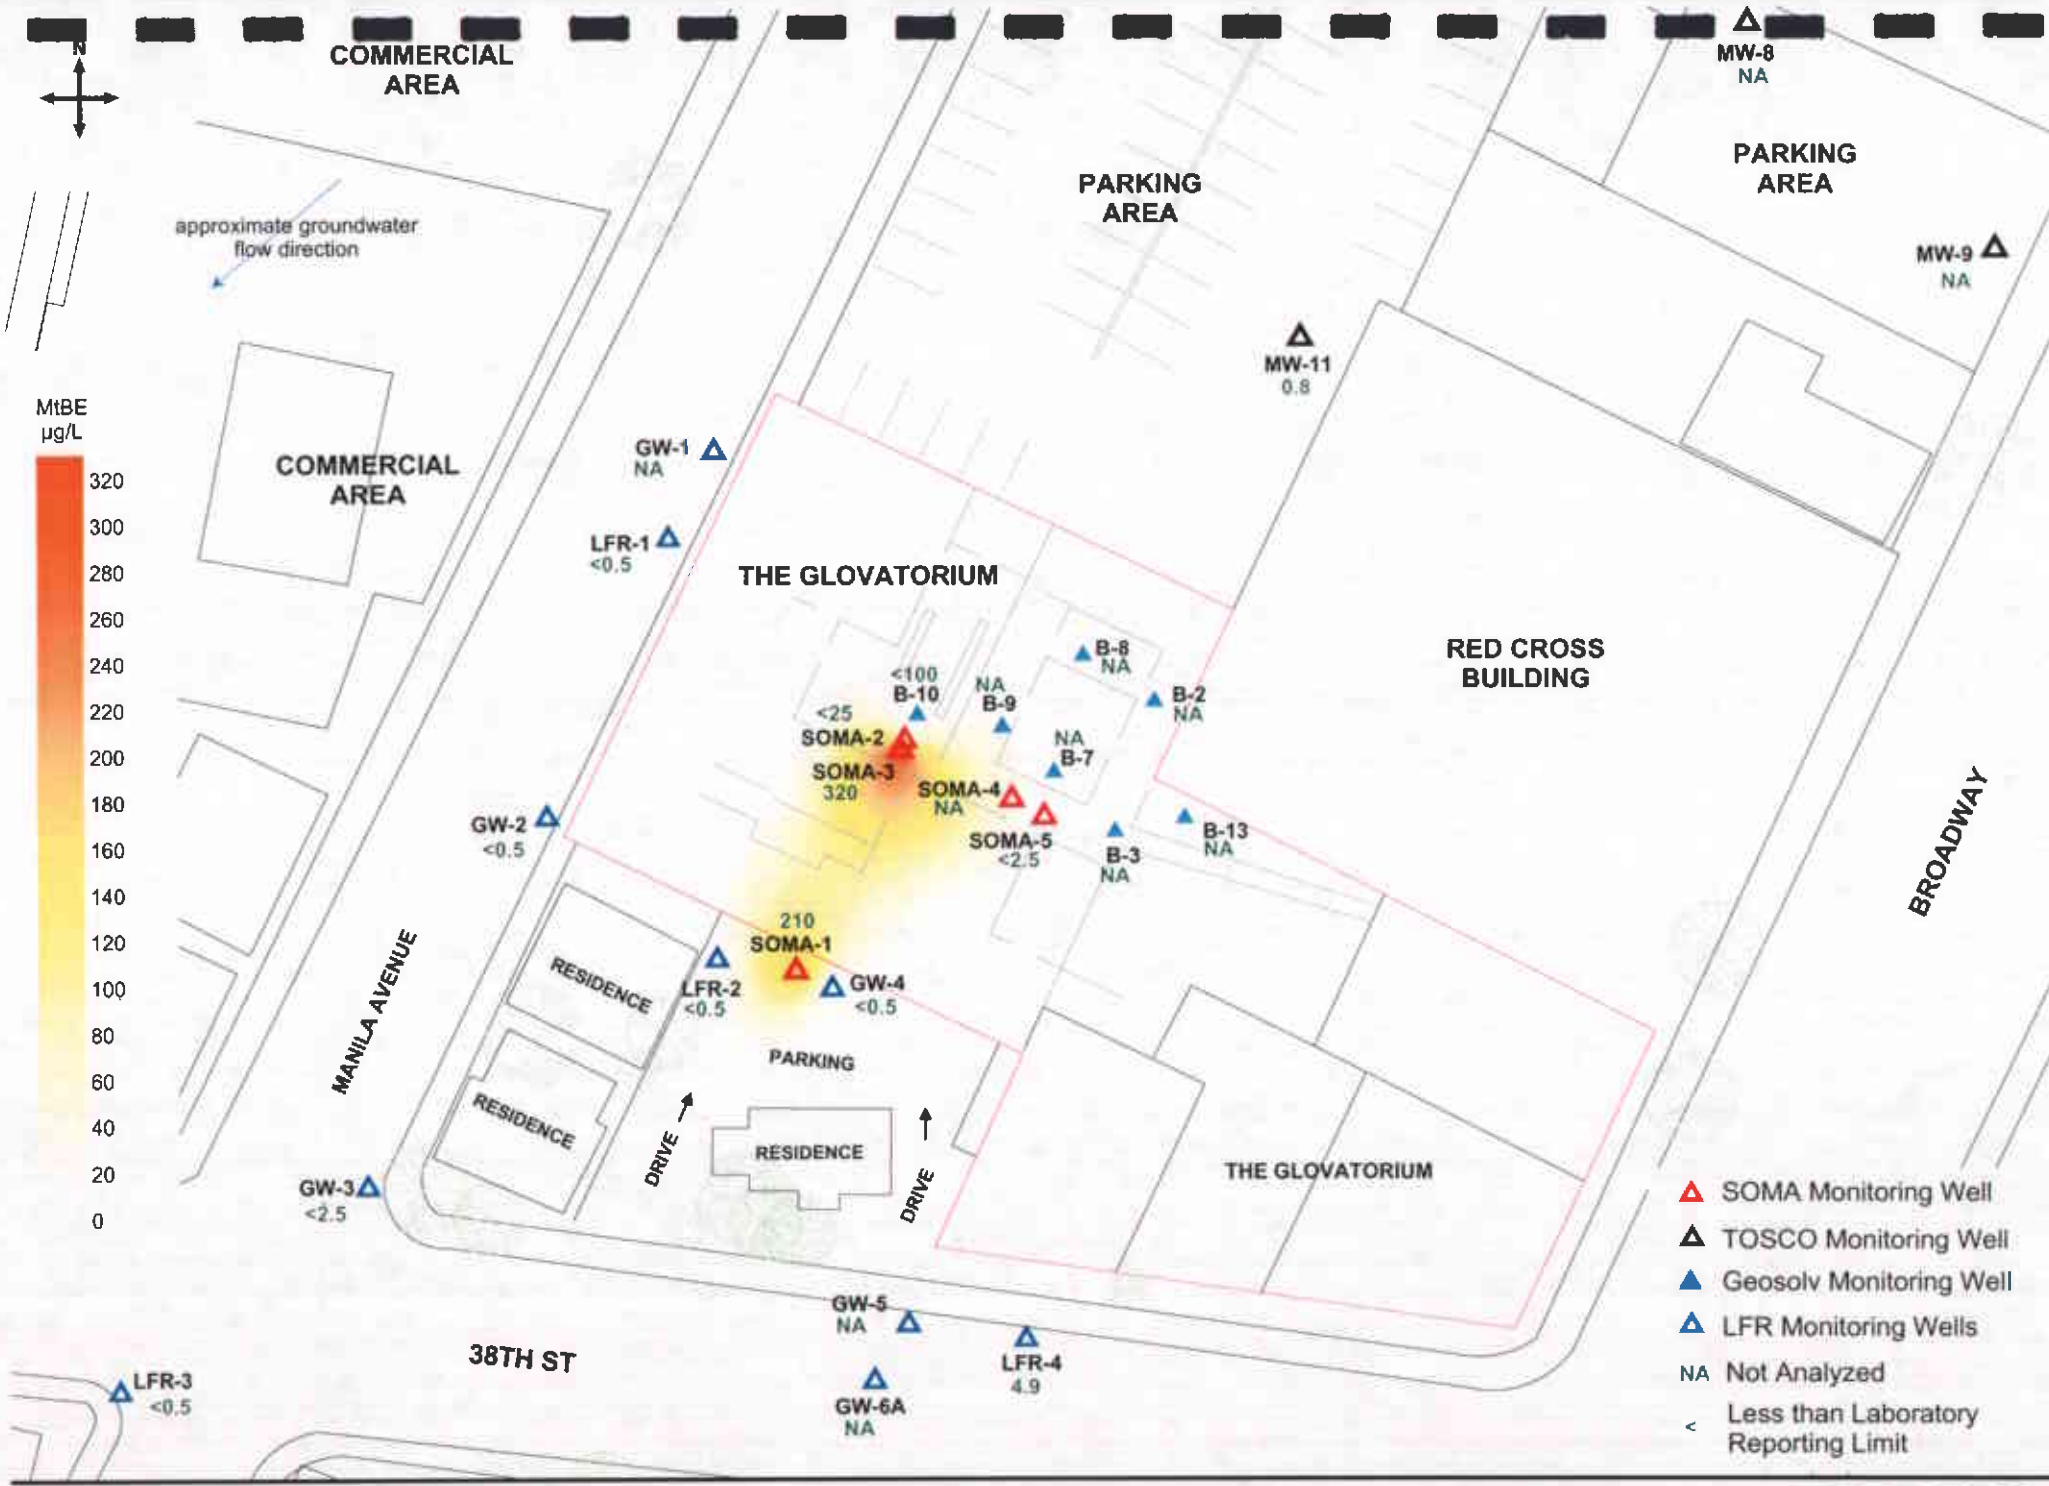 N
COMMERCIAL
AREA
MW-8
NA
PARKING
AREA
PARKING
AREA
approximate groundwater
flow direction
MW-9
NA
MW-11
0.8
MtBE
µg/L
320
300
280
260
240
220
200
180
160
140
120
100
80
60
40
20
0
COMMERCIAL
AREA
GW-1
NA
LFR-1
<0.5
THE GLOVATORIUM
RED CROSS
BUILDING
B-8
NA
<100
B-10
NA
B-9
B-2
NA
<25
SOMA-2
NA
B-7
SOMA-3
320
SOMA-4
NA
GW-2
<0.5
SOMA-5
<2.5
B-3
NA
B-13
NA
BROADWAY
210
SOMA-1
LFR-2
<0.5
GW-4
<0.5
MANILA AVENUE
RESIDENCE
PARKING
RESIDENCE
DRIVE
RESIDENCE
DRIVE
THE GLOVATORIUM
GW-3
<2.5
GW-5
NA
LFR-4
4.9
GW-6A
NA
38TH ST
LFR-3
<0.5
SOMA Monitoring Well
TOSCO Monitoring Well
Geosolv Monitoring Well
LFR Monitoring Wells
NA Not Analyzed
< Less than Laboratory
Reporting Limit